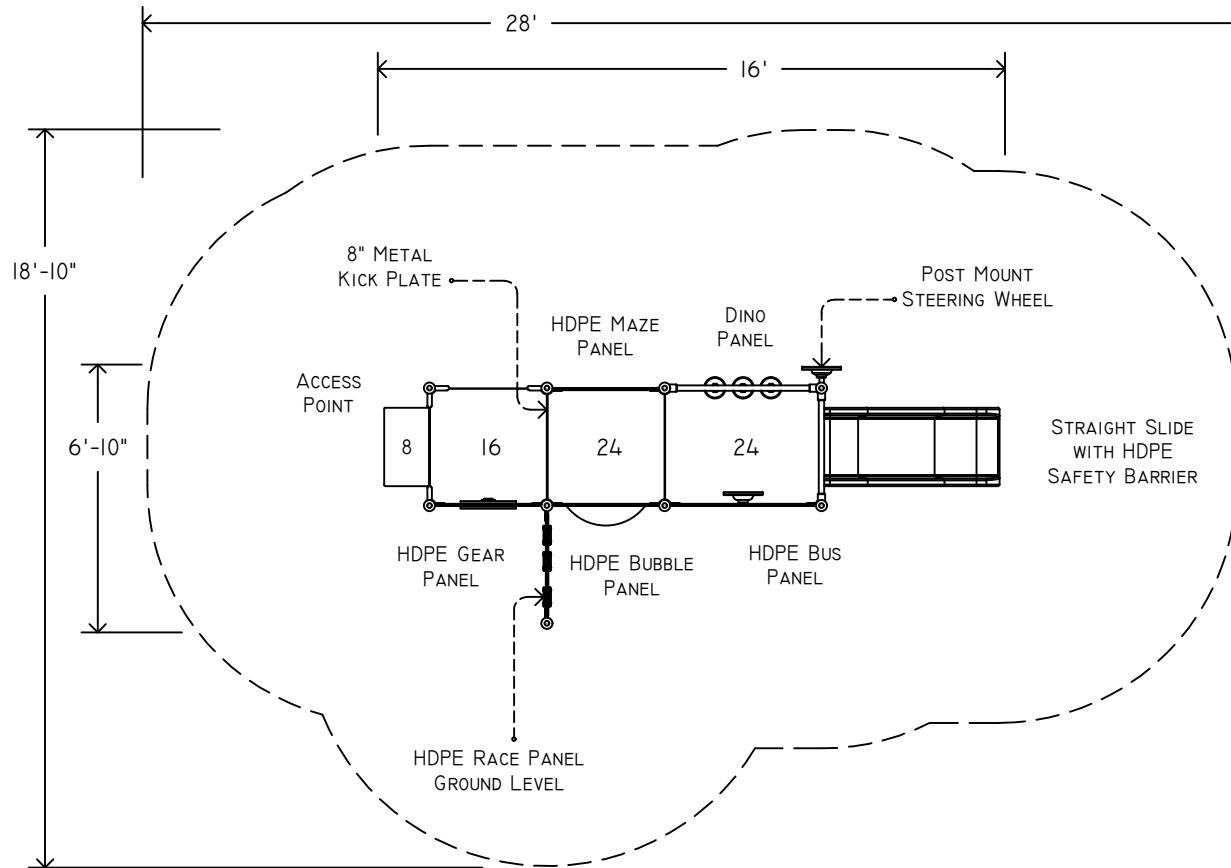 28'
16'
18'-10"
8" Metal
Kick Plate
Post Mount
Steering Wheel
HDPE Maze
Panel
Dino
Panel
Access
Point
6'-10"
8
16
24
24
Straight Slide
with HDPE
Safety Barrier
HDPE Gear
Panel
HDPE Bubble
Panel
HDPE Bus
Panel
HDPE Race Panel
Ground Level